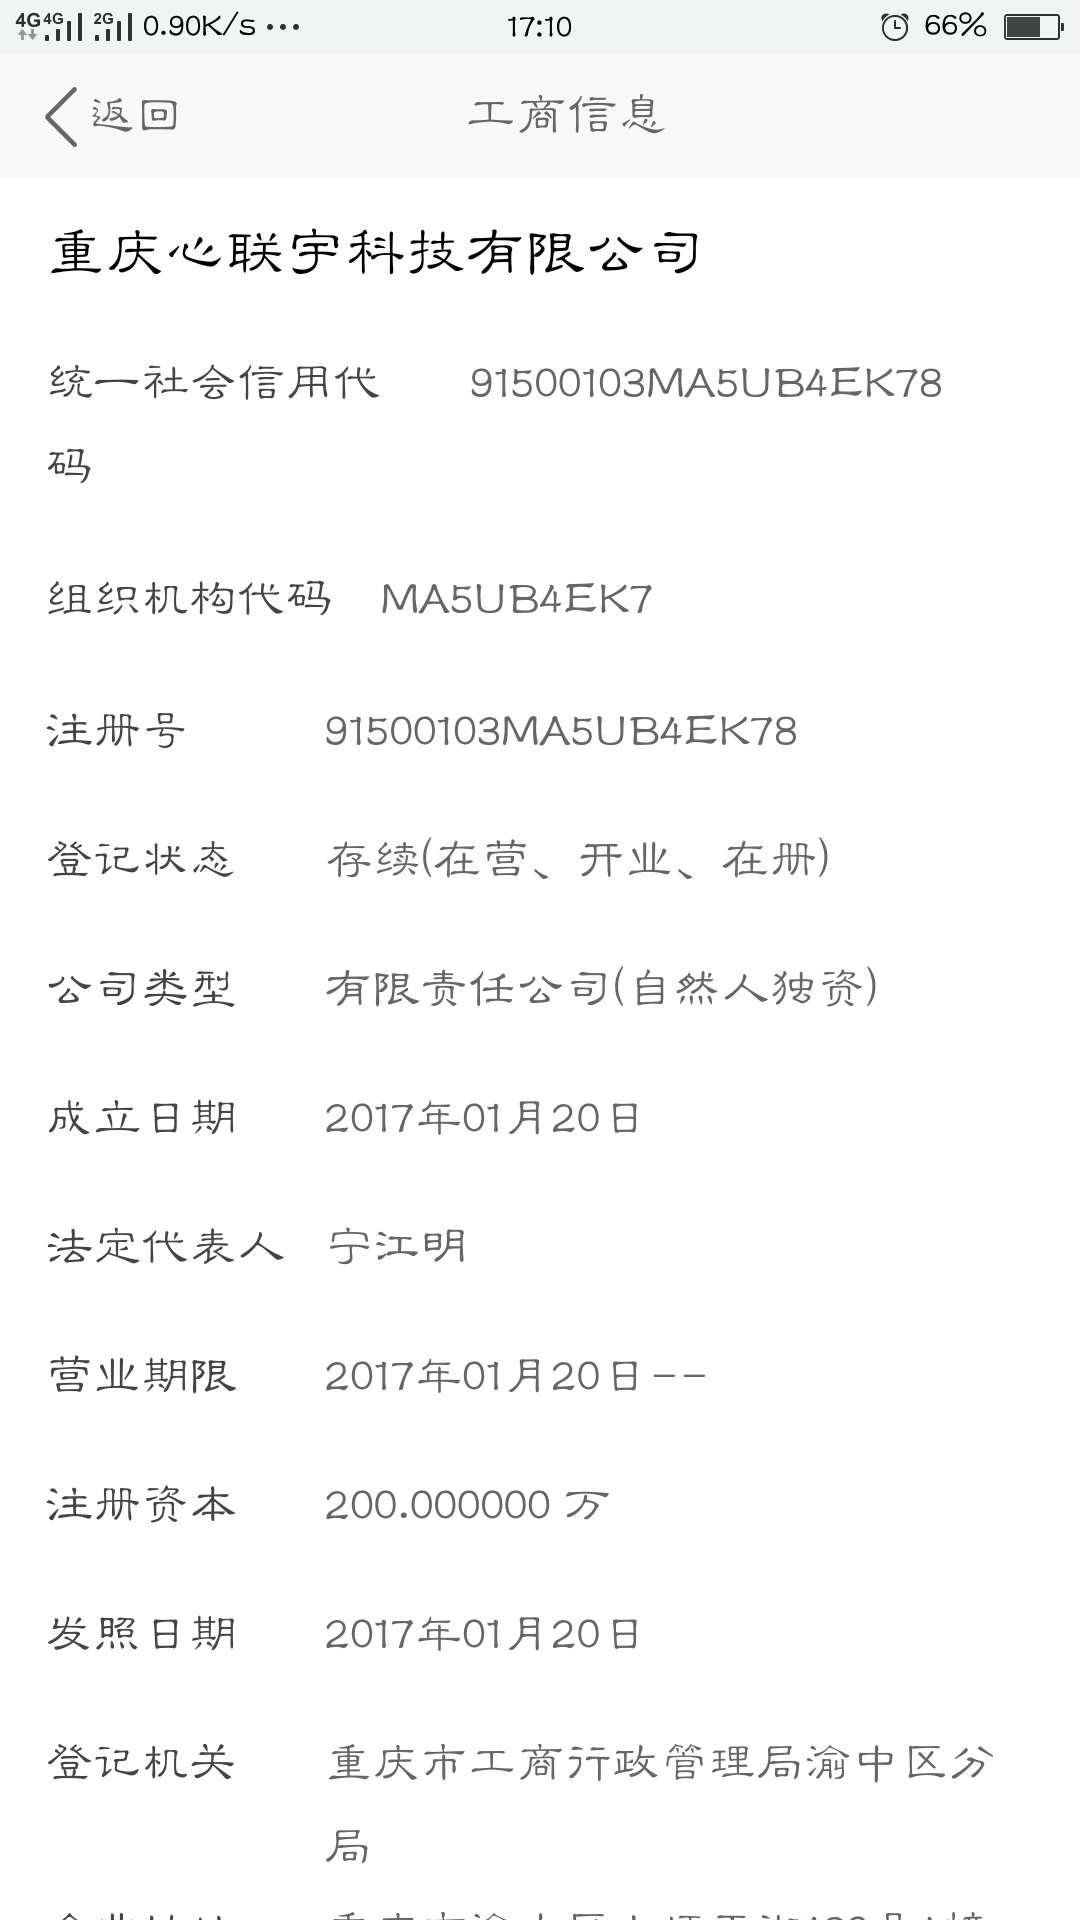 4G 4G 2G 0.90K/s ... 17:10 66%
返回 工商信息
重庆心联宇科技有限公司
统一社会信用代 91500103MA5UB4EK78
码
组织机构代码 MA5UB4EK7
注册号 91500103MA5UB4EK78
登记状态 存续(在营、开业、在册)
公司类型 有限责任公司(自然人独资)
成立日期 2017年01月20日
法定代表人 宁江明
营业期限 2017年01月20日--
注册资本 200.000000 万
发照日期 2017年01月20日
登记机关 重庆市工商行政管理局渝中区分
局